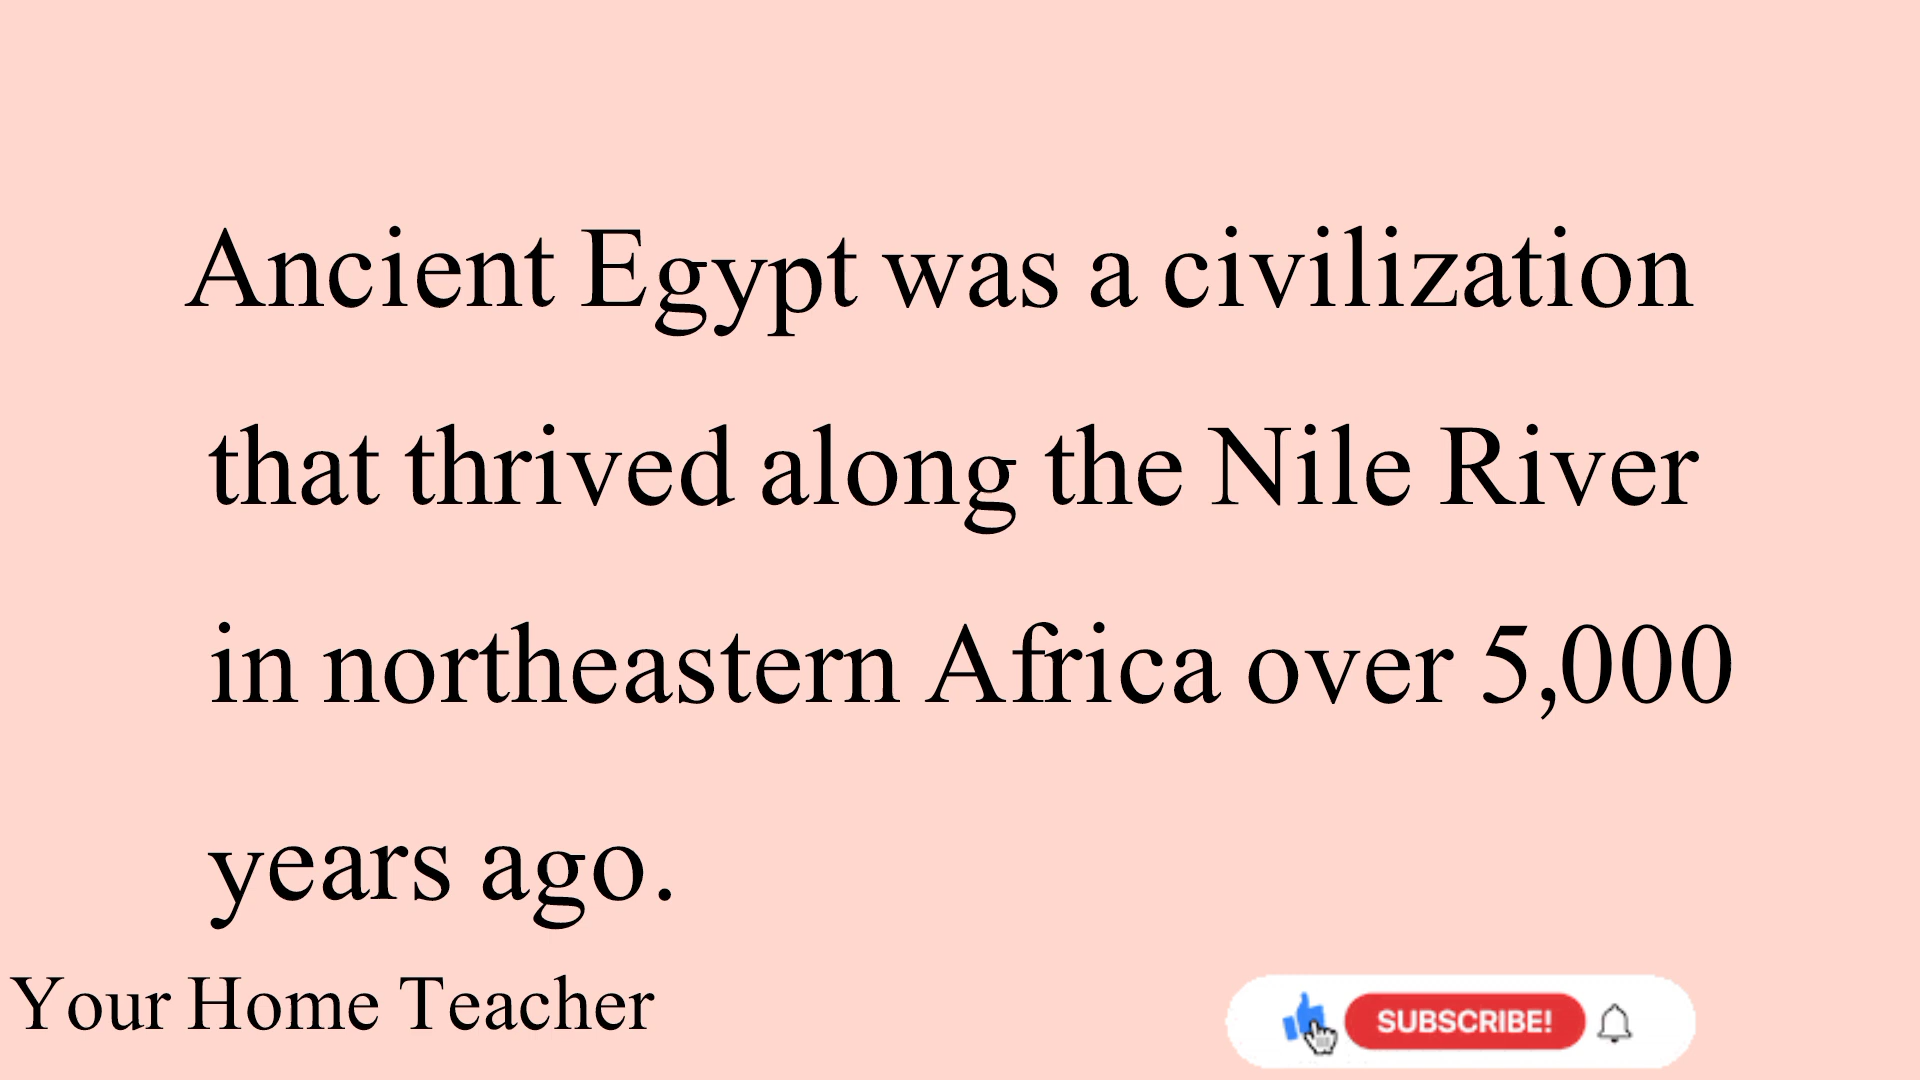 Ancient Egypt was a civilization
that thrived along the Nile River
in northeastern Africa over 5,000
years ago.
Your Home Teacher
SUBSCRIBE!